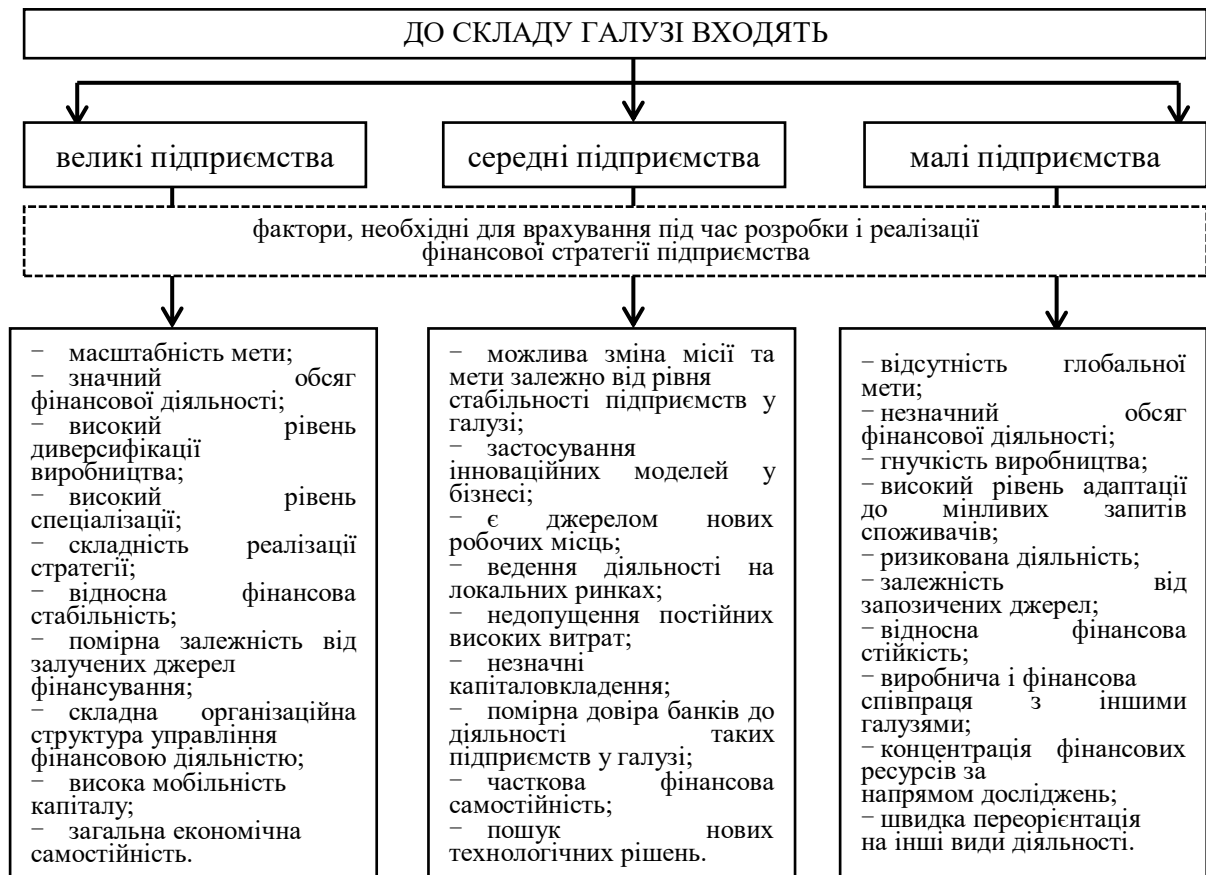 ДО СКЛАДУ ГАЛУЗІ ВХОДЯТЬ
великі підприємства
середні підприємства
малі підприємства
фактори, необхідні для врахування під час розробки і реалізації
фінансової стратегії підприємства
− масштабність мети;
− значний обсяг
фінансової діяльності;
− високий рівень
диверсифікації
виробництва;
− високий рівень
спеціалізації;
− складність реалізації
стратегії;
− відносна фінансова
стабільність;
− помірна залежність від
залучених джерел
фінансування;
− складна організаційна
структура управління
фінансовою діяльністю;
− висока мобільність
капіталу;
− загальна економічна
самостійність.
− можлива зміна місії та
мети залежно від рівня
стабільності підприємств у
галузі;
− застосування
інноваційних моделей у
бізнесі;
− є джерелом нових
робочих місць;
− ведення діяльності на
локальних ринках;
− недопущення постійних
високих витрат;
− незначні
капіталовкладення;
− помірна довіра банків до
діяльності таких
підприємств у галузі;
− часткова фінансова
самостійність;
− пошук нових
технологічних рішень.
− відсутність глобальної
мети;
− незначний обсяг
фінансової діяльності;
− гнучкість виробництва;
− високий рівень адаптації
до мінливих запитів
споживачів;
− ризикована діяльність;
− залежність від
запозичених джерел;
− відносна фінансова
стійкість;
− виробнича і фінансова
співпраця з іншими
галузями;
− концентрація фінансових
ресурсів за
напрямом досліджень;
− швидка переорієнтація
на інші види діяльності.